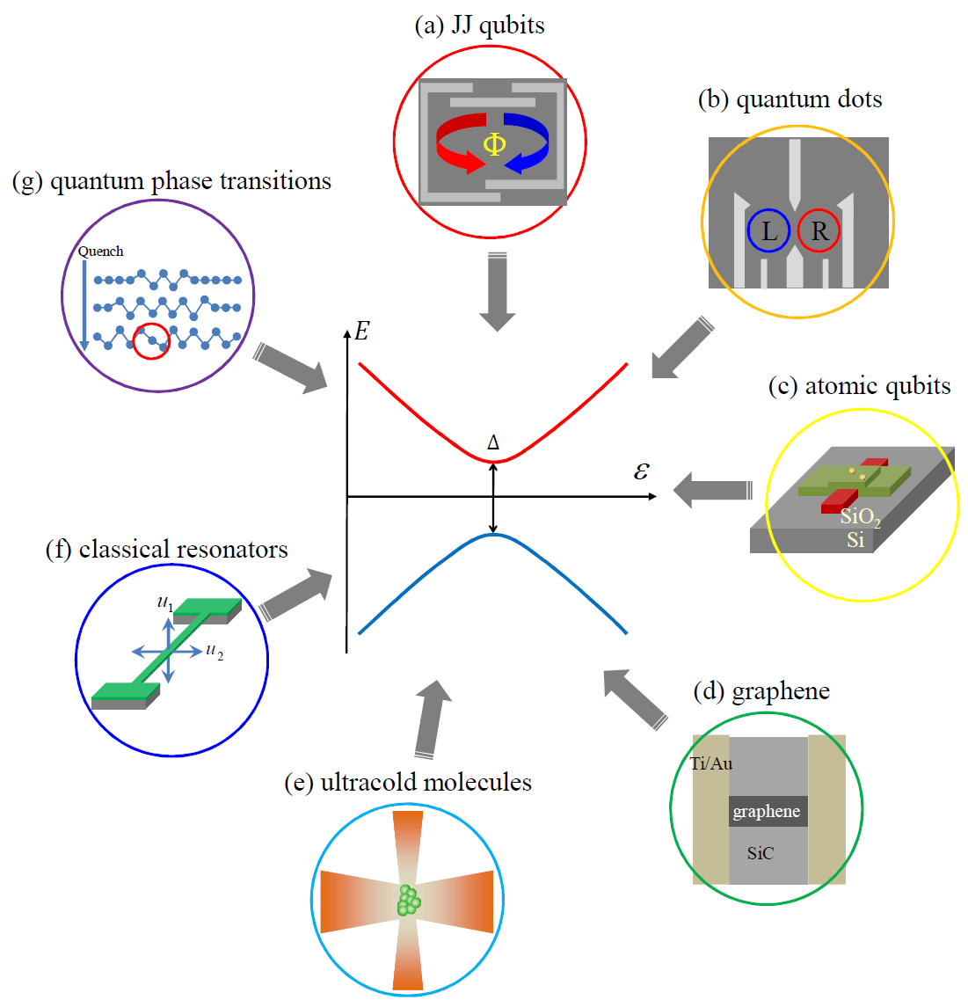 (a) JJ qubits
Φ
(b) quantum dots
L R
(g) quantum phase transitions
Quench
E
Δ
ε
(c) atomic qubits
SiO2
Si
(f) classical resonators
u1
u2
(d) graphene
Ti/Au
graphene
SiC
(e) ultracold molecules